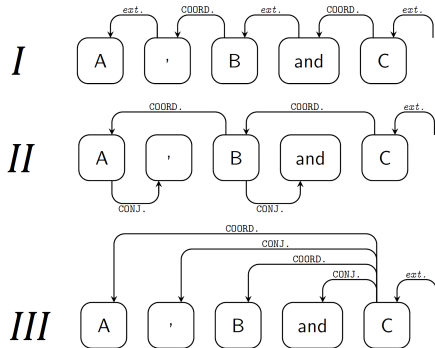 ext. COORD. ext. COORD. ext.
I A , B and C
COORD. COORD. ext.
II A , B and C
CONJ. CONJ.
COORD.
CONJ.
COORD.
CONJ. ext.
III A , B and C